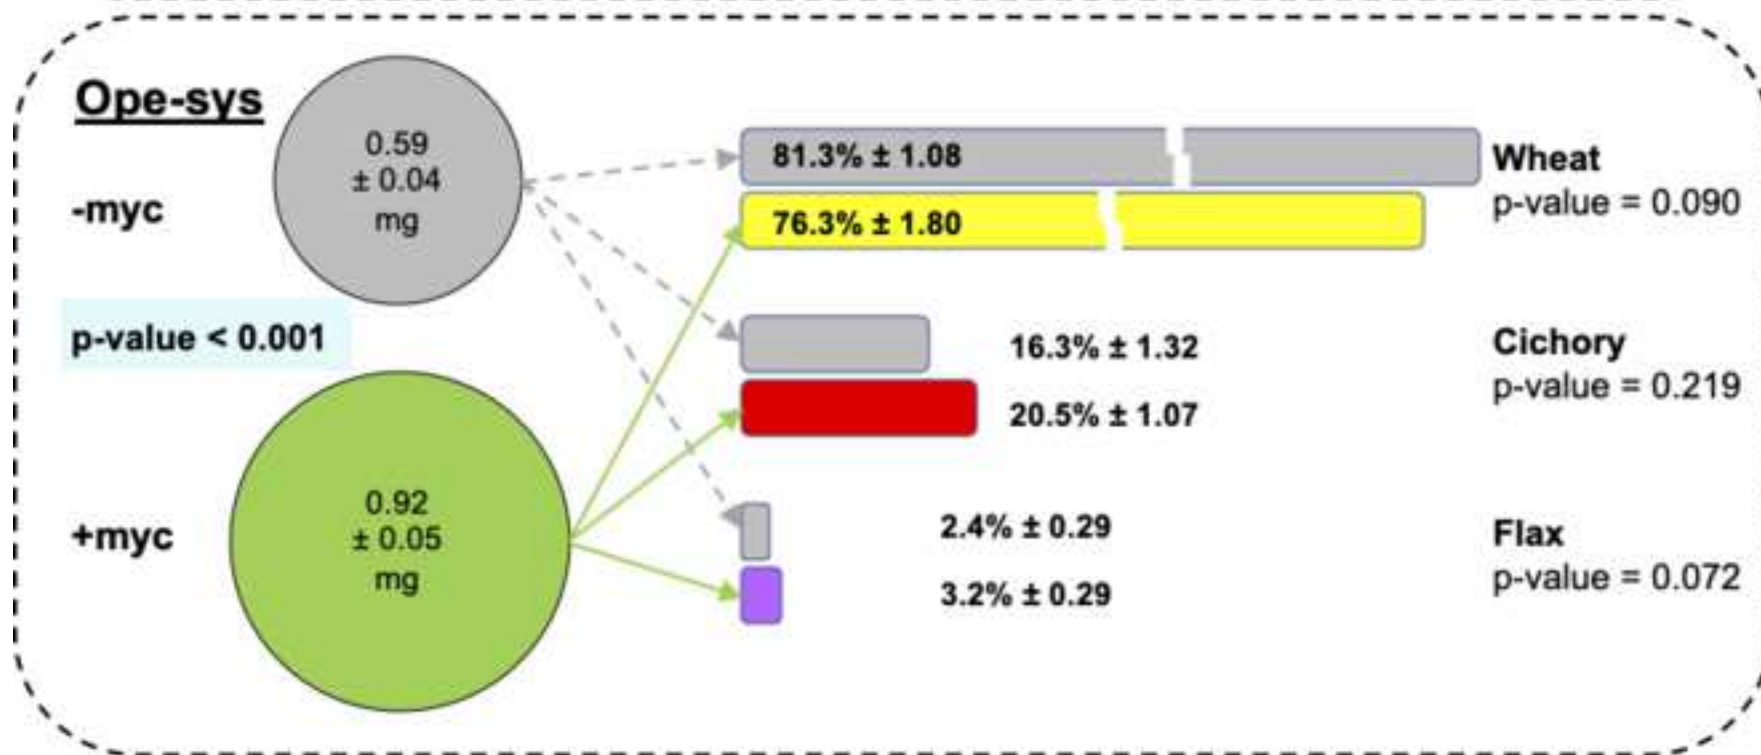 Ope-sys
0.59
± 0.04
mg
-myc
81.3% ± 1.08
76.3% ± 1.80
Wheat
p-value = 0.090
p-value < 0.001
16.3% ± 1.32
20.5% ± 1.07
Cichory
p-value = 0.219
+myc
0.92
± 0.05
mg
2.4% ± 0.29
3.2% ± 0.29
Flax
p-value = 0.072